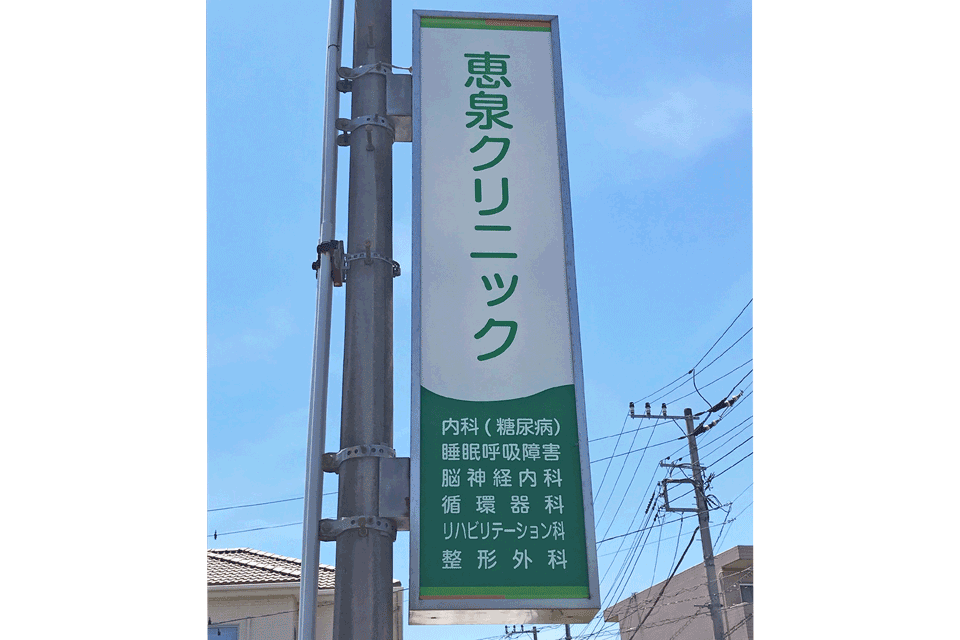 恵泉クリニック
内科(糖尿病)
睡眠呼吸障害
脳神経内科
循環器科
リハビリテーション科
整形外科